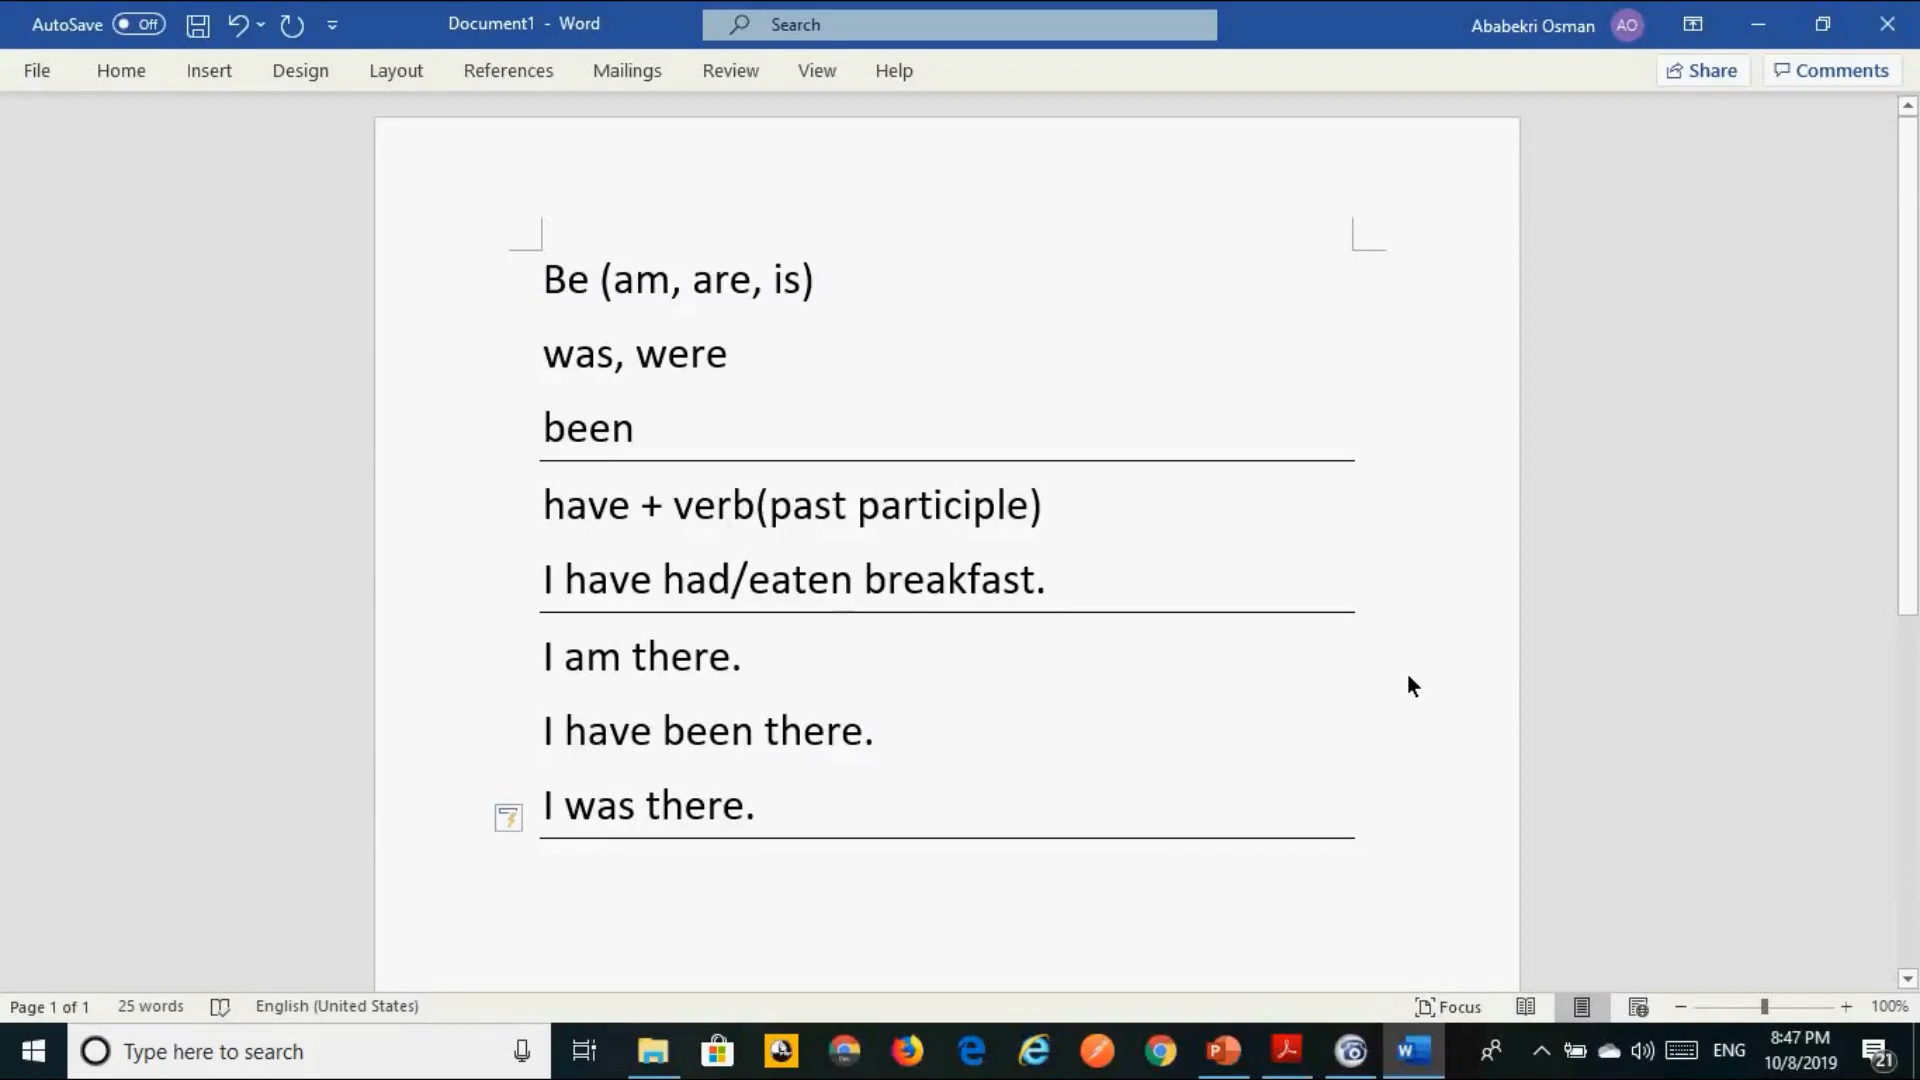 AutoSave Off Document1 - Word Search Ababekri Osman AO
File Home Insert Design Layout References Mailings Review View Help Share Comments
Be (am, are, is)
was, were
been
have + verb(past participle)
I have had/eaten breakfast.
I am there.
I have been there.
I was there.
Page 1 of 1 25 words English (United States) Focus 100%
Type here to search ENG 8:47 PM
10/8/2019 21